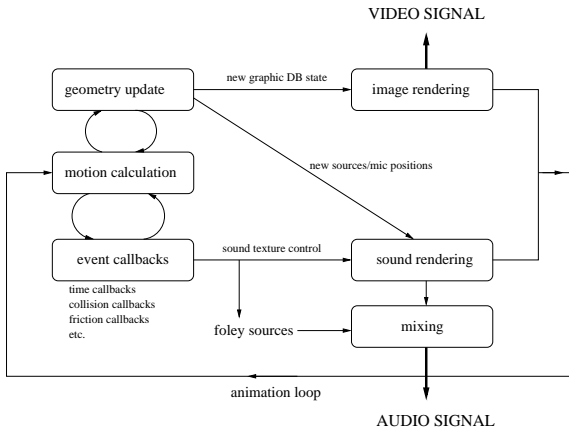 VIDEO SIGNAL
geometry update
new graphic DB state
image rendering
motion calculation
new sources/mic positions
event callbacks
sound texture control
sound rendering
time callbacks
collision callbacks
friction callbacks
etc.
foley sources
mixing
animation loop
AUDIO SIGNAL